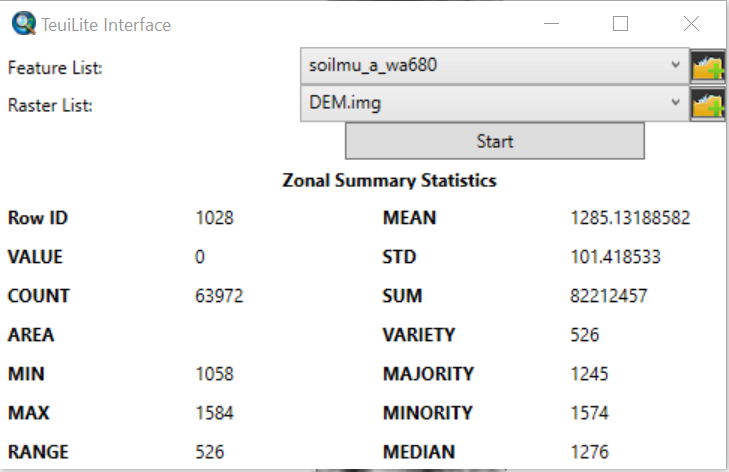 TeuiLite Interface
Feature List: soilmu_a_wa680
Raster List: DEM.img
Start
Zonal Summary Statistics
Row ID 1028 MEAN 1285.13188582
VALUE 0 STD 101.418533
COUNT 63972 SUM 82212457
AREA VARIETY 526
MIN 1058 MAJORITY 1245
MAX 1584 MINORITY 1574
RANGE 526 MEDIAN 1276